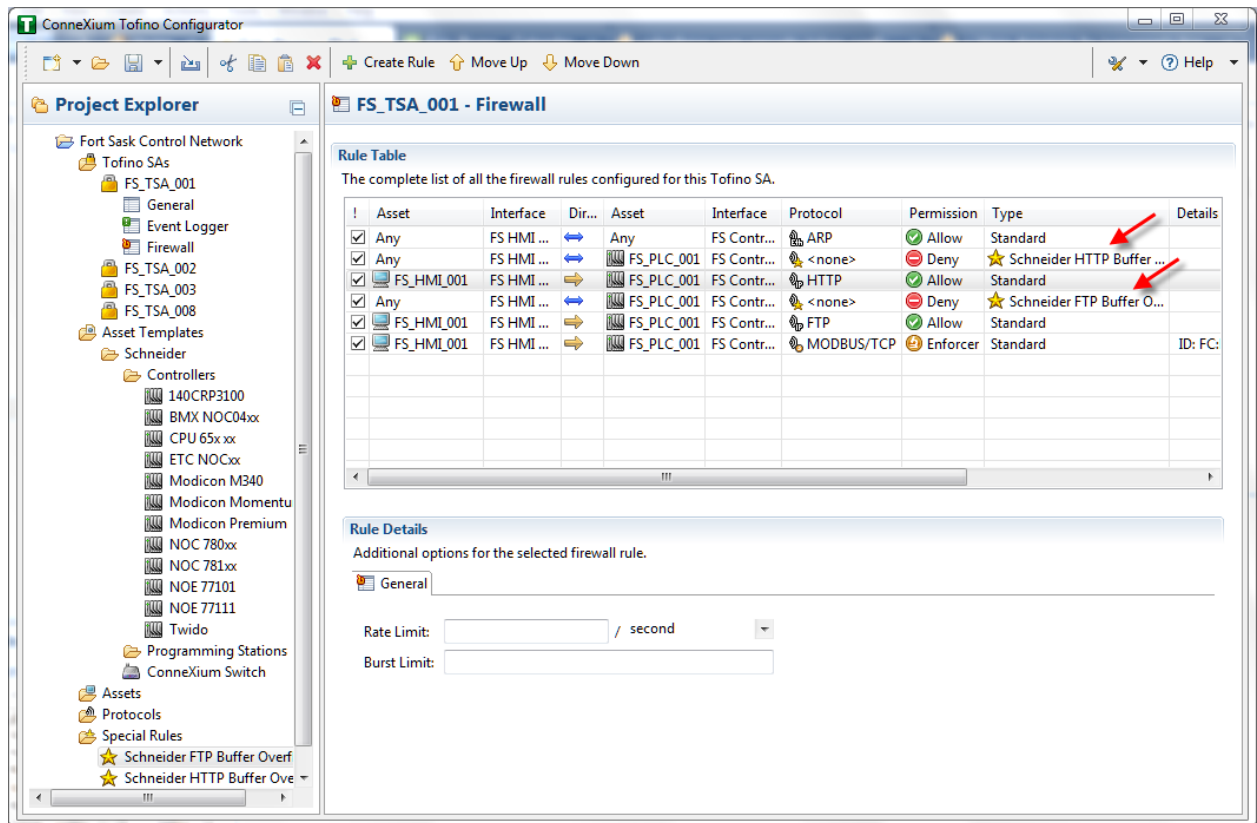 ConneXium Tofino Configurator
Create Rule Move Up Move Down Help
Project Explorer
Fort Sask Control Network
Tofino SAs
FS_TSA_001
General
Event Logger
Firewall
FS_TSA_002
FS_TSA_003
FS_TSA_008
Asset Templates
Schneider
Controllers
140CRP3100
BMX NOC04xx
CPU 65x xx
ETC NOCxx
Modicon M340
Modicon Momentu
Modicon Premium
NOC 780xx
NOC 781xx
NOE 77101
NOE 77111
Twido
Programming Stations
ConneXium Switch
Assets
Protocols
Special Rules
Schneider FTP Buffer Overf
Schneider HTTP Buffer Ove
FS_TSA_001 - Firewall
Rule Table
The complete list of all the firewall rules configured for this Tofino SA.
! Asset Interface Dir... Asset Interface Protocol Permission Type Details
Any FS HMI ... Any FS Contr... ARP Allow Standard
Any FS HMI ... FS_PLC_001 FS Contr... <none> Deny Schneider HTTP Buffer ...
FS_HMI_001 FS HMI ... FS_PLC_001 FS Contr... HTTP Allow Standard
Any FS HMI ... FS_PLC_001 FS Contr... <none> Deny Schneider FTP Buffer O...
FS_HMI_001 FS HMI ... FS_PLC_001 FS Contr... FTP Allow Standard
FS_HMI_001 FS HMI ... FS_PLC_001 FS Contr... MODBUS/TCP Enforcer Standard ID: FC:
Rule Details
Additional options for the selected firewall rule.
General
Rate Limit: / second
Burst Limit: